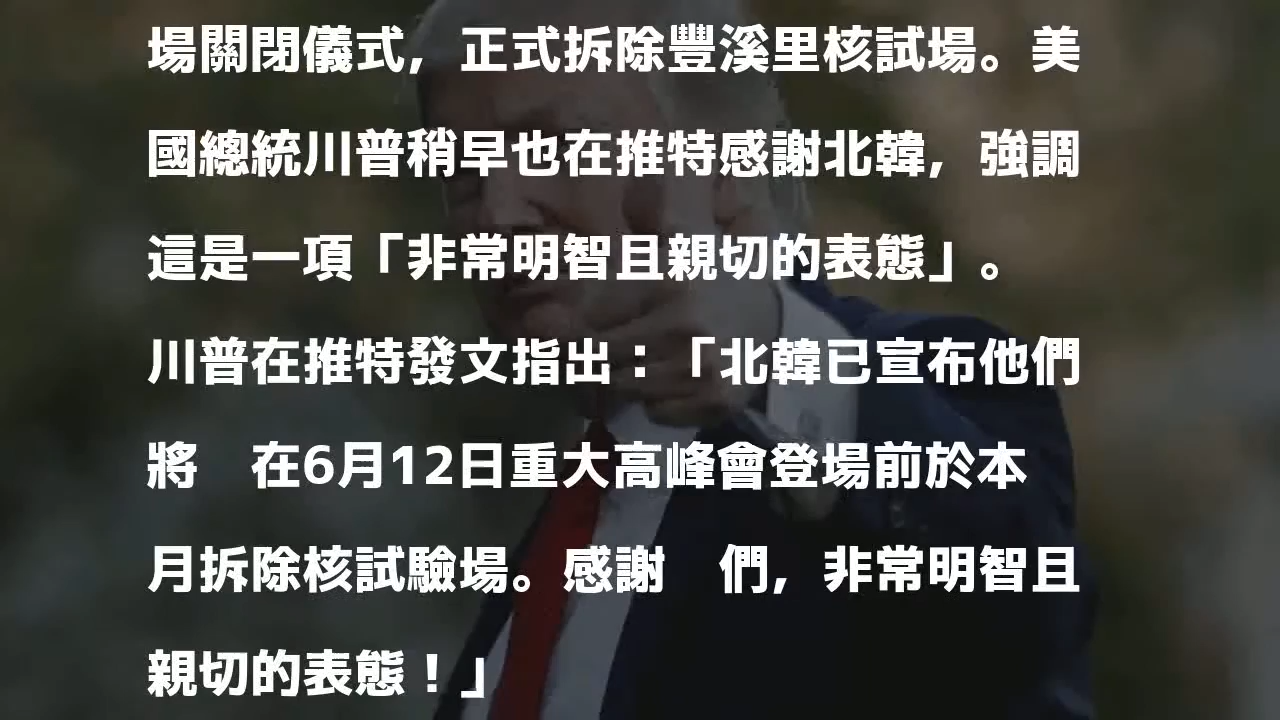 場關閉儀式，正式拆除豐溪里核試場。美
國總統川普稍早也在推特感謝北韓，強調
這是一項「非常明智且親切的表態」。
川普在推特發文指出：「北韓已宣布他們
將　在6月12日重大高峰會登場前於本
月拆除核試驗場。感謝　們，非常明智且
親切的表態！」